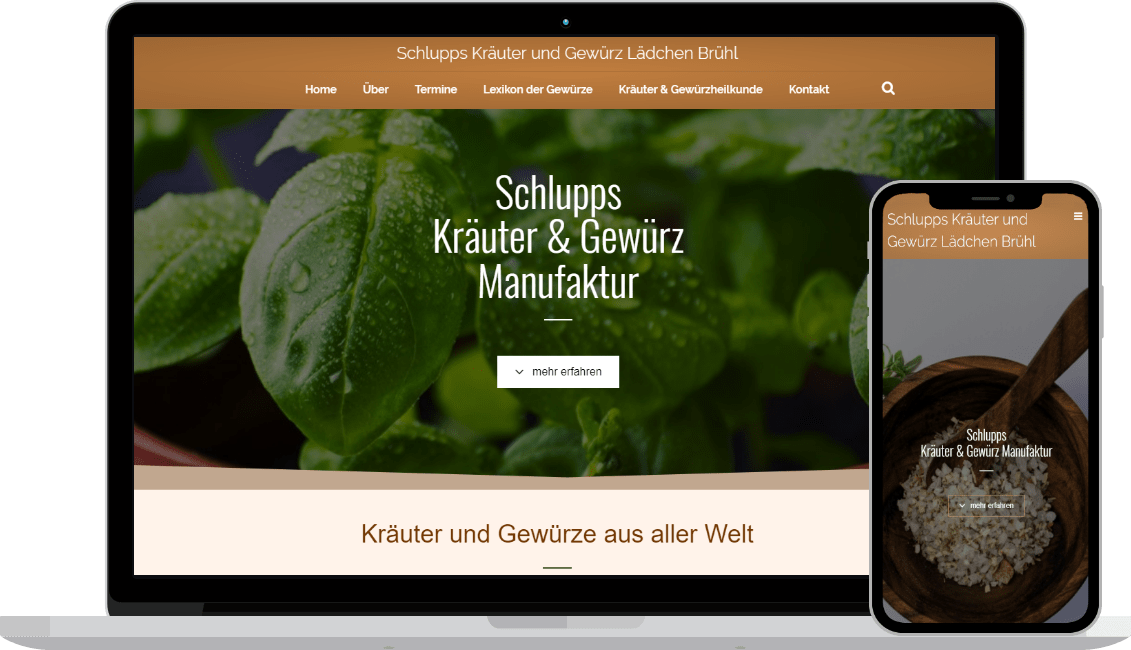 Schlupps Kräuter und Gewürz Lädchen Brühl
Home Über Termine Lexikon der Gewürze Kräuter & Gewürzheilkunde Kontakt
Schlupps
Kräuter & Gewürz
Manufaktur
mehr erfahren
Kräuter und Gewürze aus aller Welt
Schlupps Kräuter und
Gewürz Lädchen Brühl
Schlupps
Kräuter & Gewürz Manufaktur
mehr erfahren